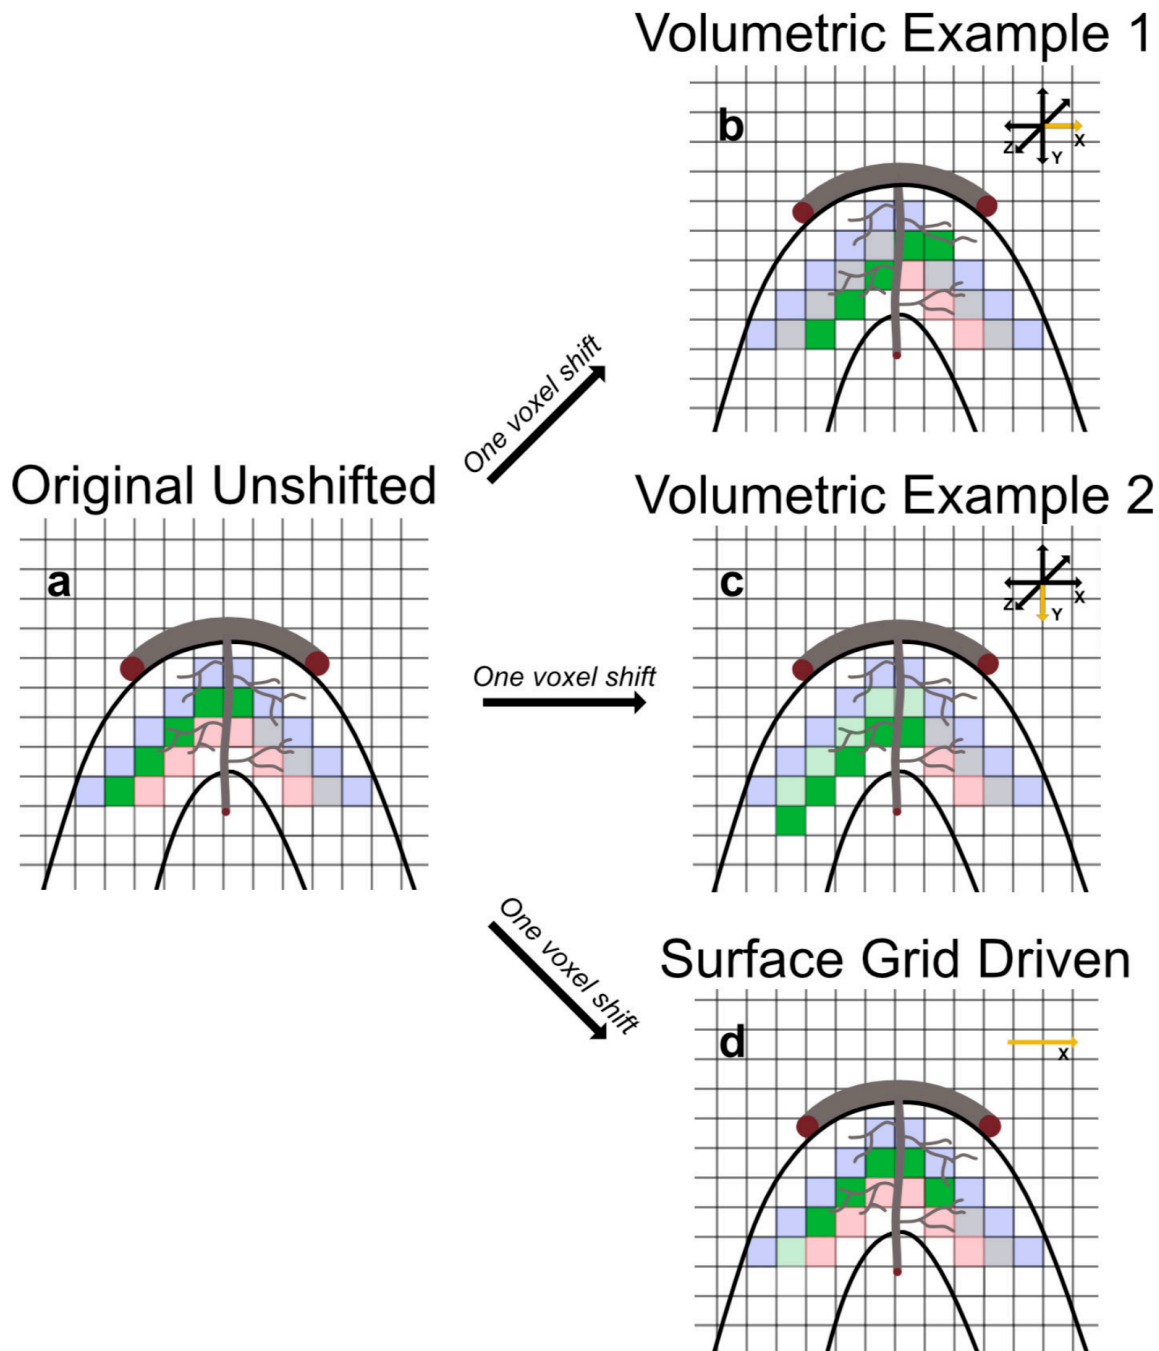 Volumetric Example 1
b
Z
X
Y
One voxel shift
Original Unshifted
a
Volumetric Example 2
c
Z
X
Y
One voxel shift
One voxel shift
Surface Grid Driven
d
X